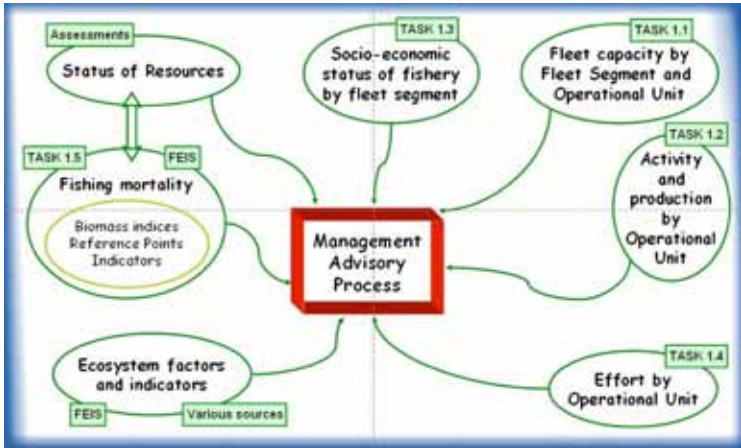 Assessments
Status of Resources
TASK 1.3
Socio-economic
status of fishery
by fleet segment
TASK 1.1
Fleet capacity by
Fleet Segment and
Operational Unit
TASK 1.5
FEIS
Fishing mortality
Biomass indices
Reference Points
Indicators
Management
Advisory
Process
TASK 1.2
Activity
and
production
by
Operational
Unit
Ecosystem factors
and indicators
FEIS
Various sources
TASK 1.4
Effort by
Operational Unit